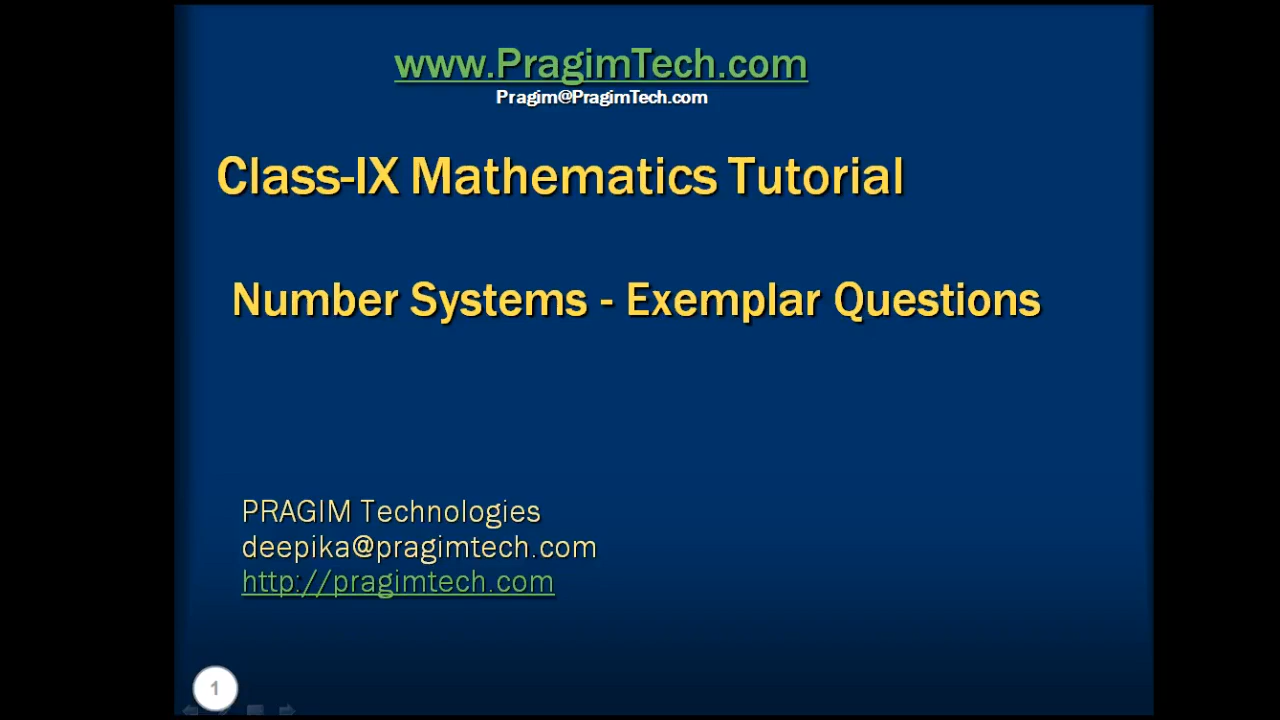 www.PragimTech.com
Pragim@PragimTech.com
Class-IX Mathematics Tutorial
Number Systems - Exemplar Questions
PRAGIM Technologies
deepika@pragimtech.com
http://pragimtech.com
1